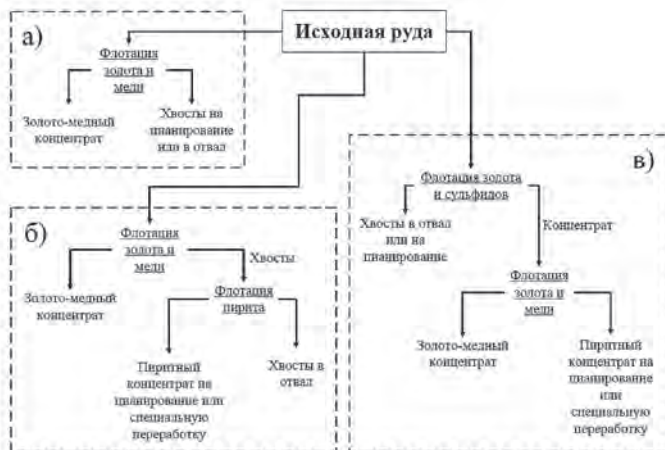 Исходная руда
а)
Флотация
золота и
меди
Золото-медный
концентрат
Хвосты на
цианирование
или в отвал
б)
Флотация
золота и
меди
Хвосты
Золото-медный
концентрат
Флотация
пирита
Пиритный
концентрат на
цианирование или
специальную
переработку
Хвосты в
отвал
в)
Флотация золота
и сульфидов
Хвосты в отвал
или на
цианирование
Концентрат
Флотация
золота и
меди
Золото-медный
концентрат
Пиритный
концентрат на
цианирование
или
специальную
переработку